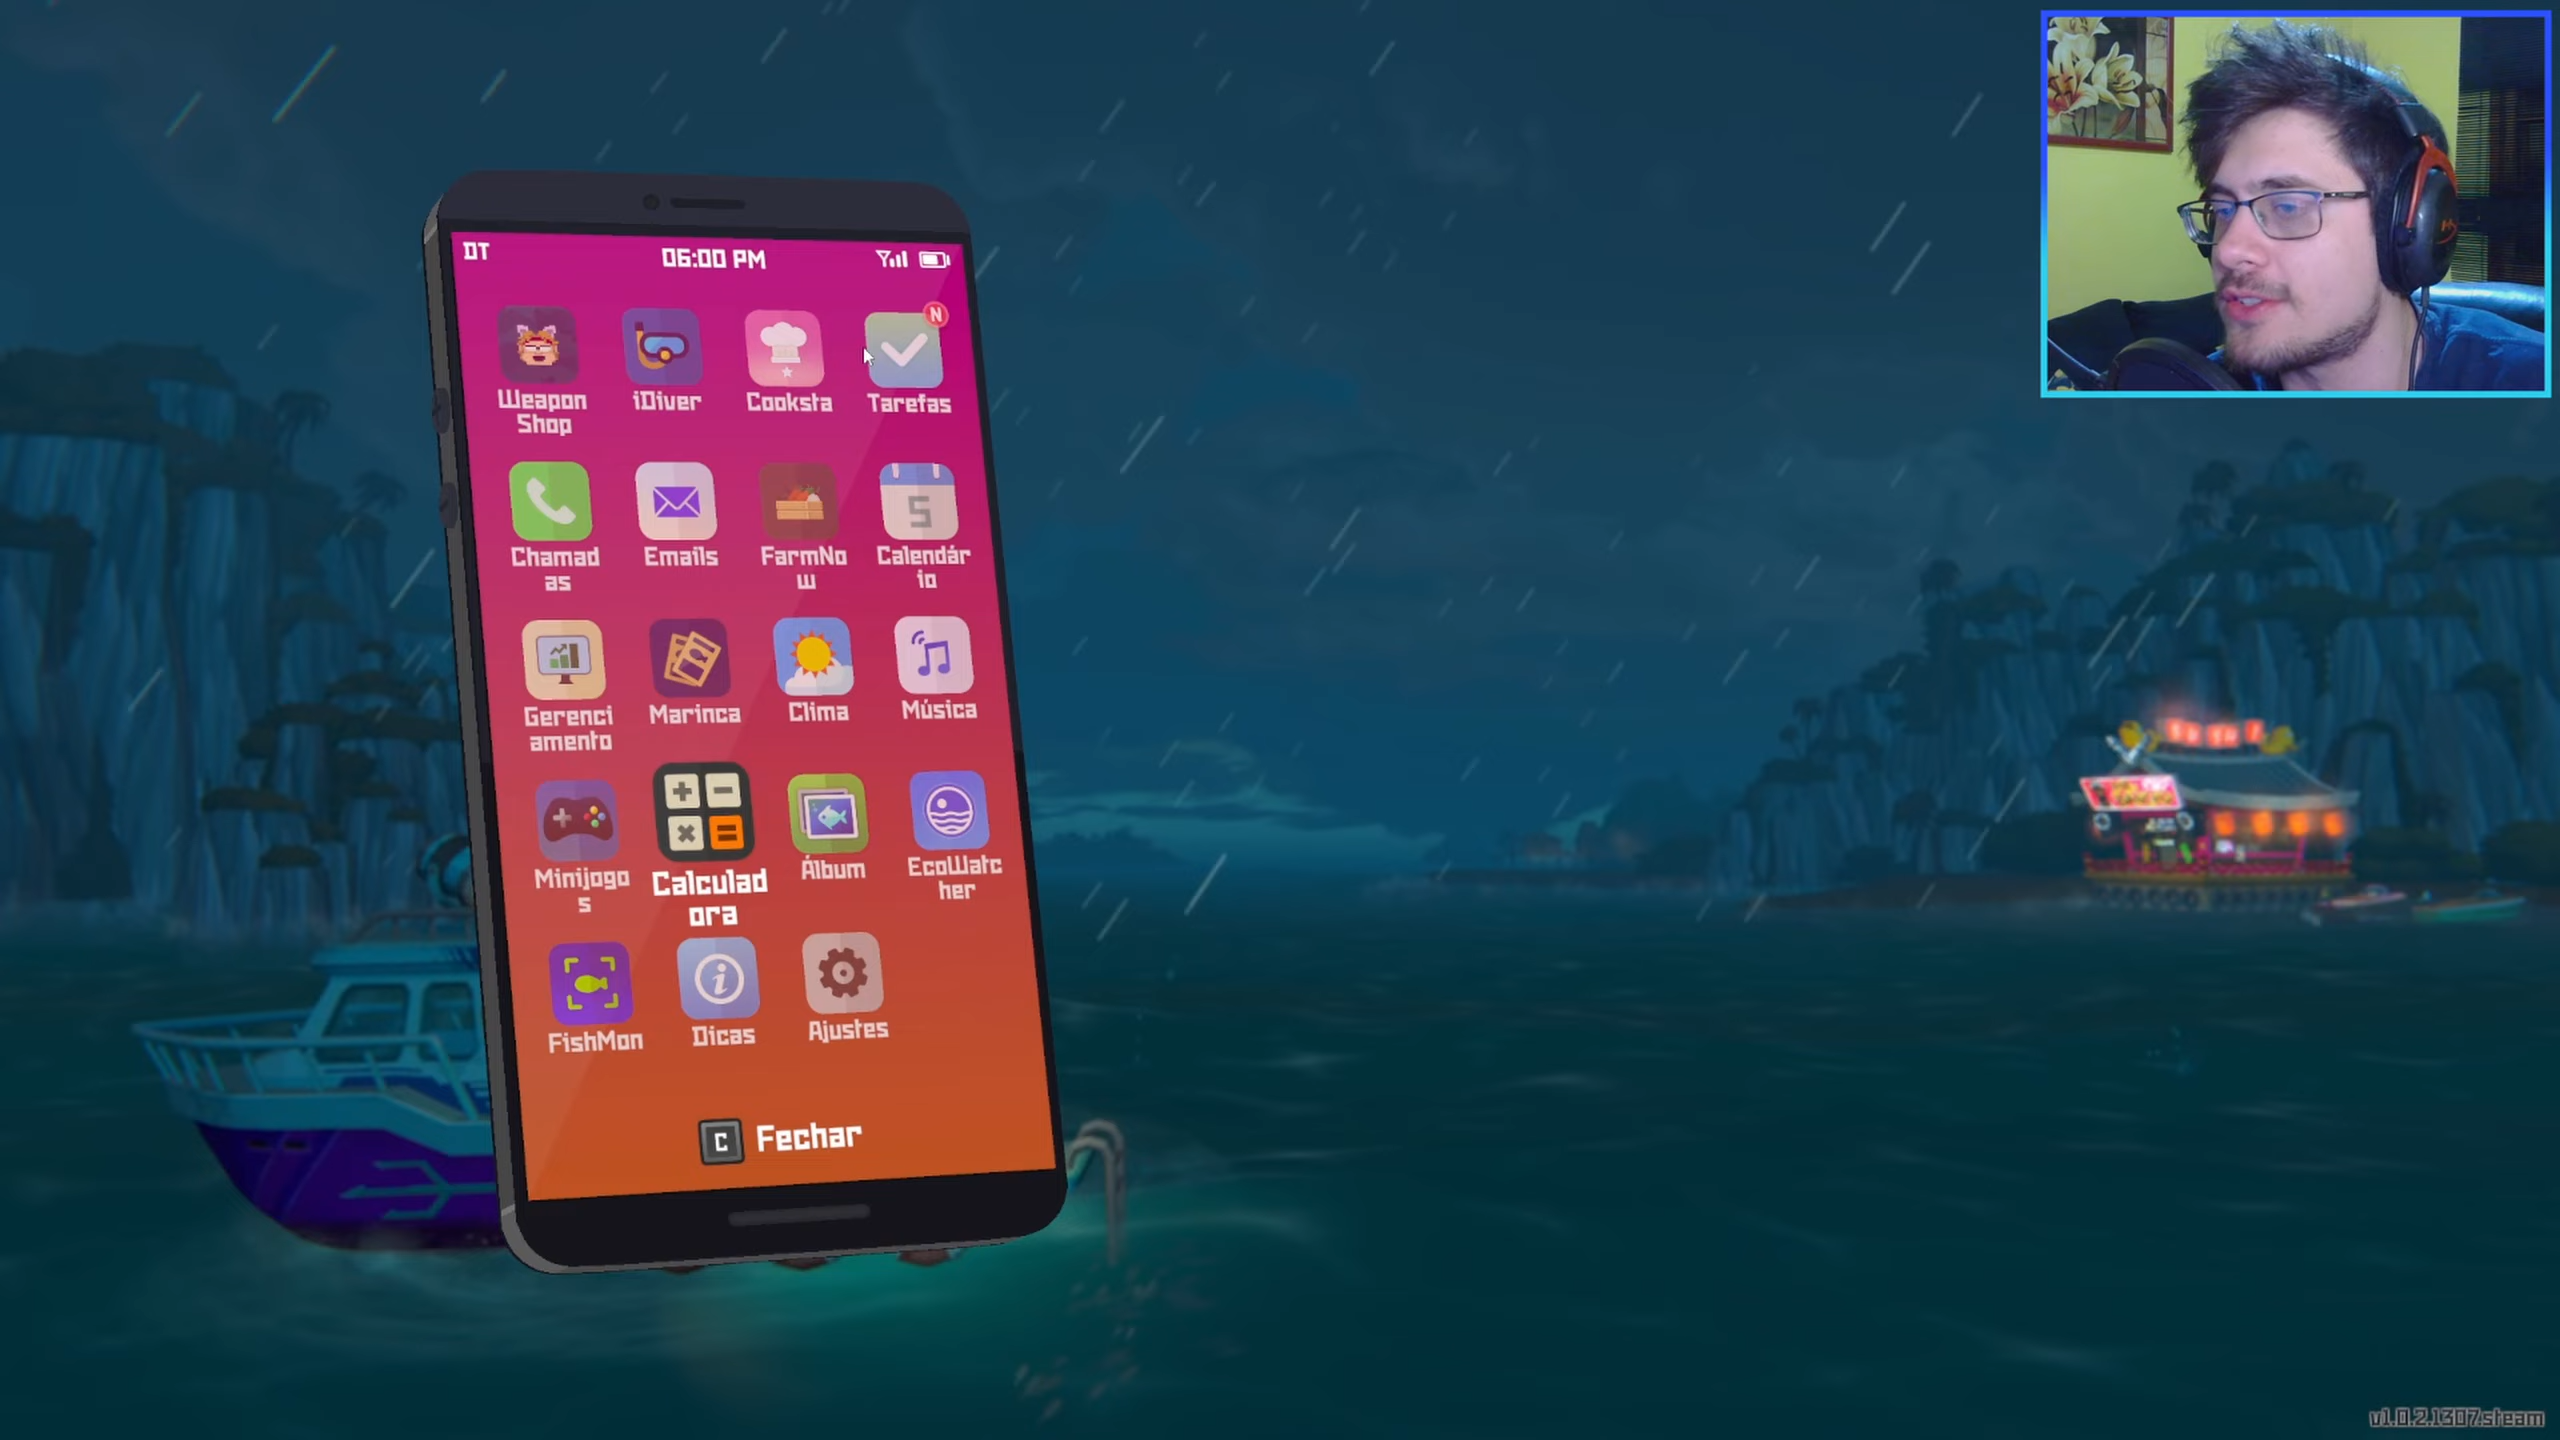 DT
06:00 PM
Weapon
Shop
iDiver
Cooksta
N
Tarefas
Chamad
as
Emails
FarmNo
w
5
Calendár
io
Gerenci
amento
Marinca
Clima
Música
Minijogo
s
Calculad
ora
Álbum
EcoWatc
her
FishMon
Dicas
Ajustes
C Fechar
v1.0.2.1307.steam